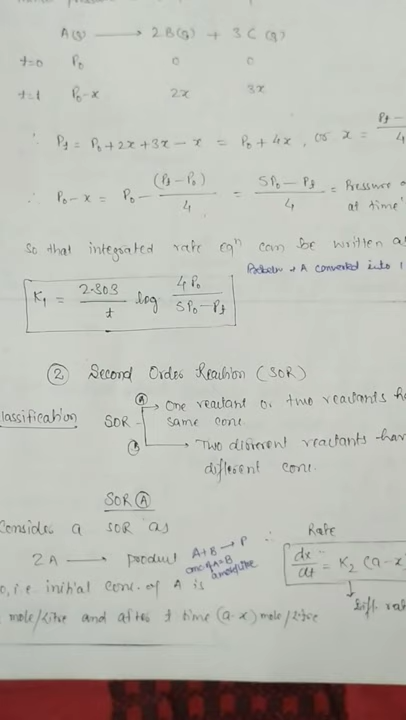 A(g) ⟶ 2B(g) + 3C(g)
t=0 P₀ 0 0
t=t P₀-x 2x 3x
∴ Pt = P₀+2x+3x-x = P₀+4x, or x = Pt- / 4
∴ P₀-x = P₀- (Pt-P₀)/4 = 5P₀-Pt / 4 = Pressure
at time
so that integrated rate eqⁿ can be written
A converted into
K₁ = 2.303/t log 4P₀/5P₀-Pt
② Second Order Reaction (SOR)
Ⓐ → One reactant or two reactants
classification SOR same conc.
Ⓑ → Two different reactants
different conc.
SOR Ⓐ
Consider a SOR as ∴ Rate
2A ⟶ product A+B → P dx/dt = K₂ (a-x)
i.e. initial conc. of A is
mole/Litre and after t time (a-x) mole/Litre